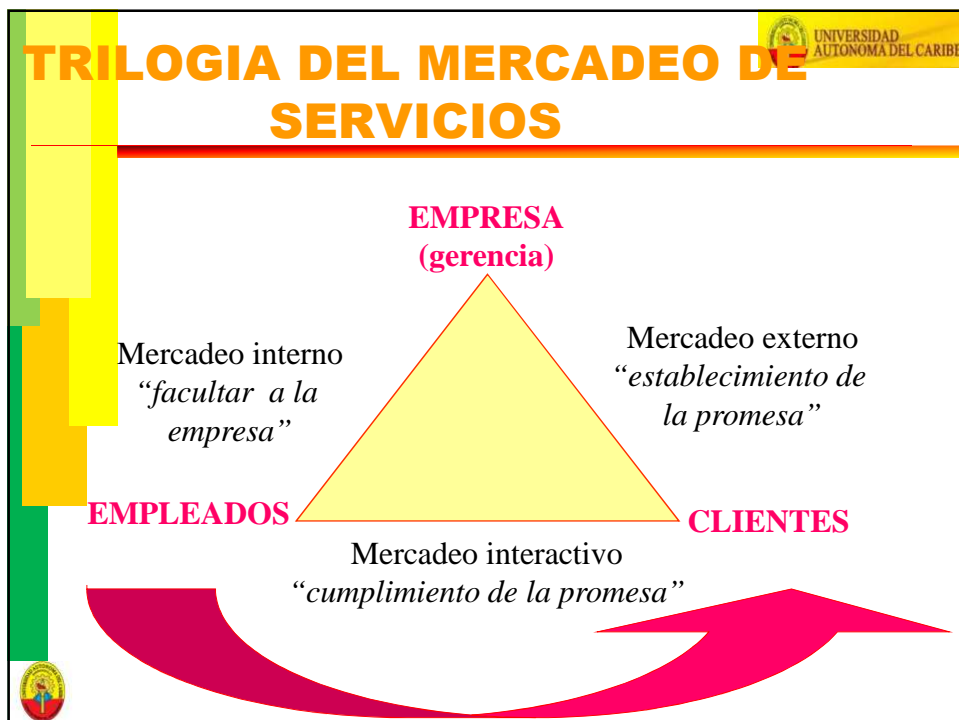 TRILOGIA DEL MERCADEO DE
SERVICIOS
UNIVERSIDAD
AUTONOMA DEL CARIBE
EMPRESA
(gerencia)
Mercadeo interno
“facultar a la
empresa”
Mercadeo externo
“establecimiento de
la promesa”
EMPLEADOS
CLIENTES
Mercadeo interactivo
“cumplimiento de la promesa”